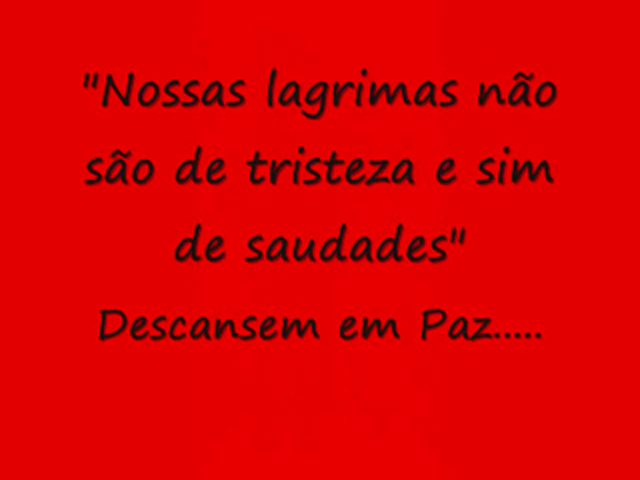 "Nossas lagrimas não
são de tristeza e sim
de saudades"
Descansem em Paz.....